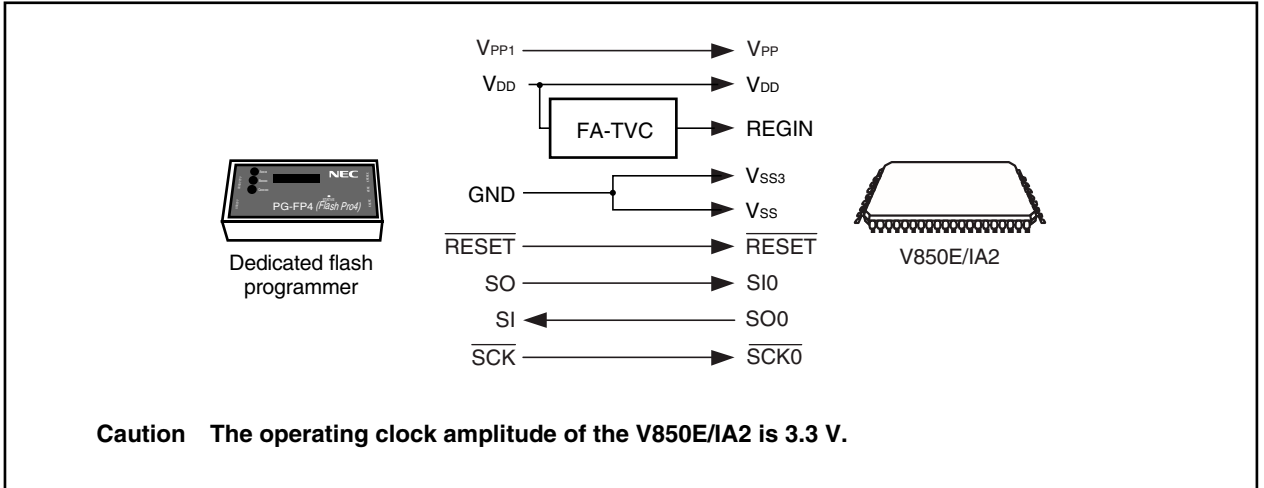 VPP1 VPP
VDD VDD
FA-TVC REGIN
VSS3
GND
VSS
RESET RESET
SO SI0
SI SO0
SCK SCK0
NEC
PG-FP4 (Flash Pro4)
Dedicated flash
programmer
V850E/IA2
Caution The operating clock amplitude of the V850E/IA2 is 3.3 V.